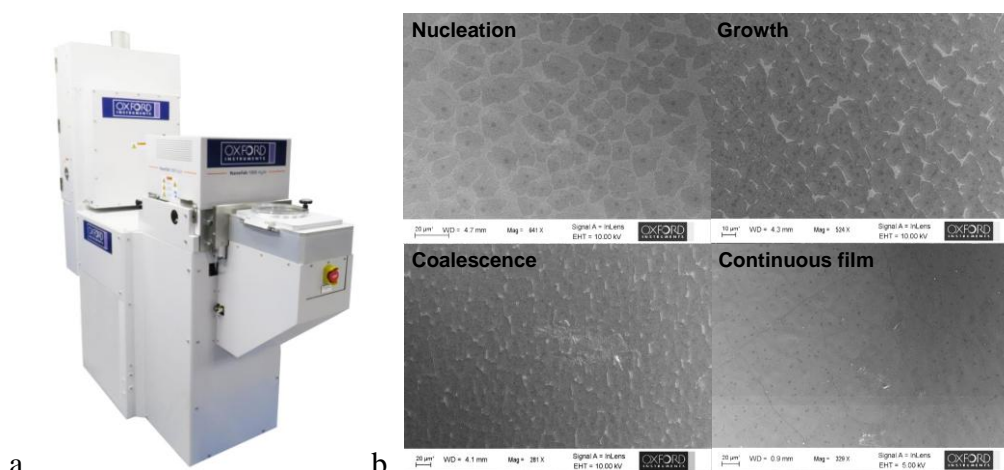 OXFORD
INSTRUMENTS
OXFORD
INSTRUMENTS
a
b
Nucleation
20 µm
WD = 4.7 mm
Mag = 641 X
Signal A = InLens
EHT = 10.00 kV
OXFORD
INSTRUMENTS
Growth
10 µm
WD = 4.3 mm
Mag = 524 X
Signal A = InLens
EHT = 10.00 kV
OXFORD
INSTRUMENTS
Coalescence
20 µm
WD = 4.1 mm
Mag = 281 X
Signal A = InLens
EHT = 10.00 kV
OXFORD
INSTRUMENTS
Continuous film
20 µm
WD = 0.9 mm
Mag = 329 X
Signal A = InLens
EHT = 5.00 kV
OXFORD
INSTRUMENTS